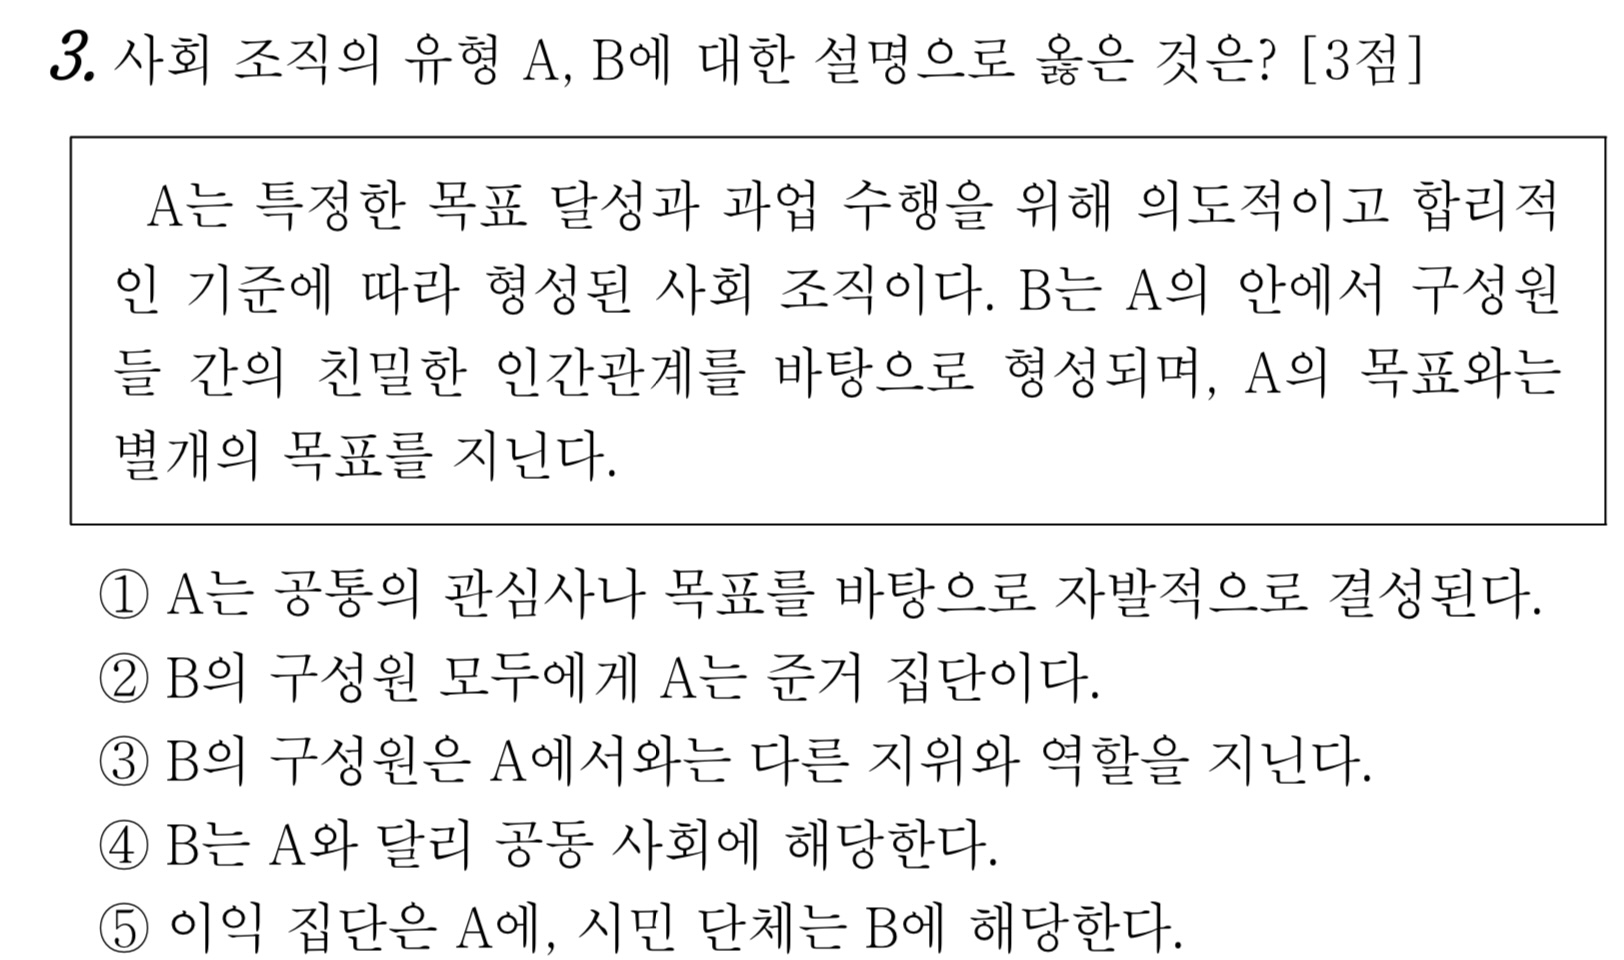 3. 사회 조직의 유형 A, B에 대한 설명으로 옳은 것은? [3점]
A는 특정한 목표 달성과 과업 수행을 위해 의도적이고 합리적
인 기준에 따라 형성된 사회 조직이다. B는 A의 안에서 구성원
들 간의 친밀한 인간관계를 바탕으로 형성되며, A의 목표와는
별개의 목표를 지닌다.
① A는 공통의 관심사나 목표를 바탕으로 자발적으로 결성된다.
② B의 구성원 모두에게 A는 준거 집단이다.
③ B의 구성원은 A에서와는 다른 지위와 역할을 지닌다.
④ B는 A와 달리 공동 사회에 해당한다.
⑤ 이익 집단은 A에, 시민 단체는 B에 해당한다.